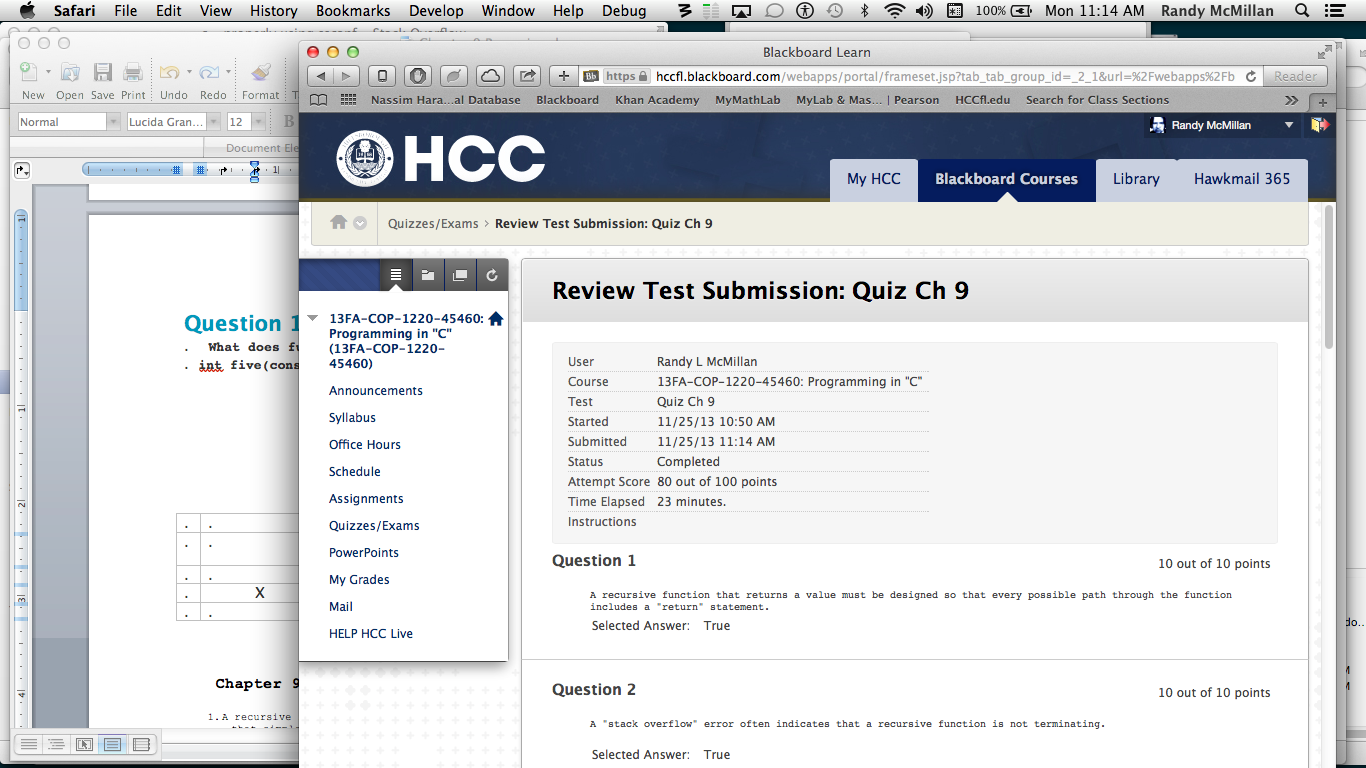 Safari File Edit View History Bookmarks Develop Window Help Debug 100% Mon 11:14 AM Randy McMillan
Blackboard Learn
New Open Save Print Undo Redo Format
https hccfl.blackboard.com/webapps/portal/frameset.jsp?tab_tab_group_id=_2_1&url=%2Fwebapps%2Fb Reader
Nassim Hara...al Database Blackboard Khan Academy MyMathLab MyLab & Mas... | Pearson HCCfl.edu Search for Class Sections
Normal Lucida Gran... 12 B
Document Ele
Randy McMillan
HCC
My HCC Blackboard Courses Library Hawkmail 365
Quizzes/Exams > Review Test Submission: Quiz Ch 9
Review Test Submission: Quiz Ch 9
Question 1
. What does fu
. int five(cons
X
Chapter 9
1.A recursive
13FA-COP-1220-45460:
Programming in "C"
(13FA-COP-1220-
45460)
Announcements
Syllabus
Office Hours
Schedule
Assignments
Quizzes/Exams
PowerPoints
My Grades
Mail
HELP HCC Live
User Randy L McMillan
Course 13FA-COP-1220-45460: Programming in "C"
Test Quiz Ch 9
Started 11/25/13 10:50 AM
Submitted 11/25/13 11:14 AM
Status Completed
Attempt Score 80 out of 100 points
Time Elapsed 23 minutes.
Instructions
Question 1 10 out of 10 points
A recursive function that returns a value must be designed so that every possible path through the function
includes a "return" statement.
Selected Answer: True
Question 2 10 out of 10 points
A "stack overflow" error often indicates that a recursive function is not terminating.
Selected Answer: True